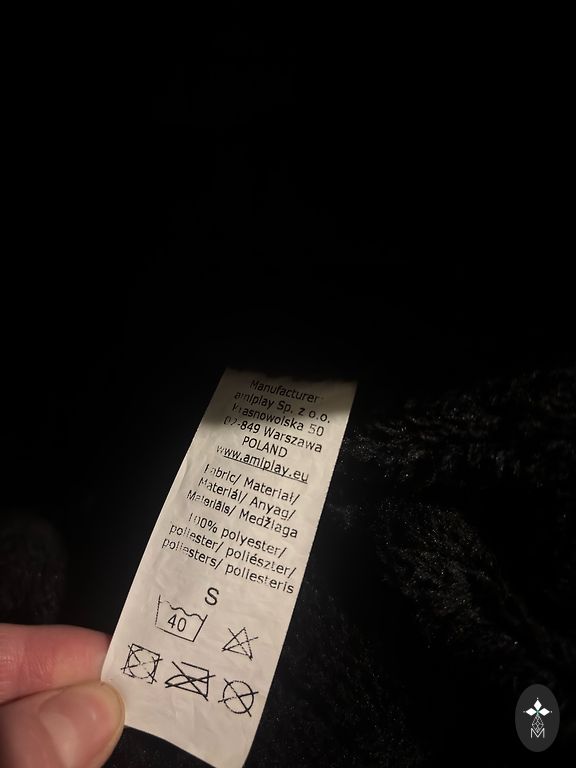 Manufacturer:
amiplay Sp. z o.o.
Krasnowolska 50
02-849 Warszawa
POLAND
www.amiplay.eu
Fabric/ Materiał/
Materiál/ Anyag/
Materiāls/ Medžiaga
100% polyester/
poliester/ poliészter/
poliesters/ poliesteris
S
40
M